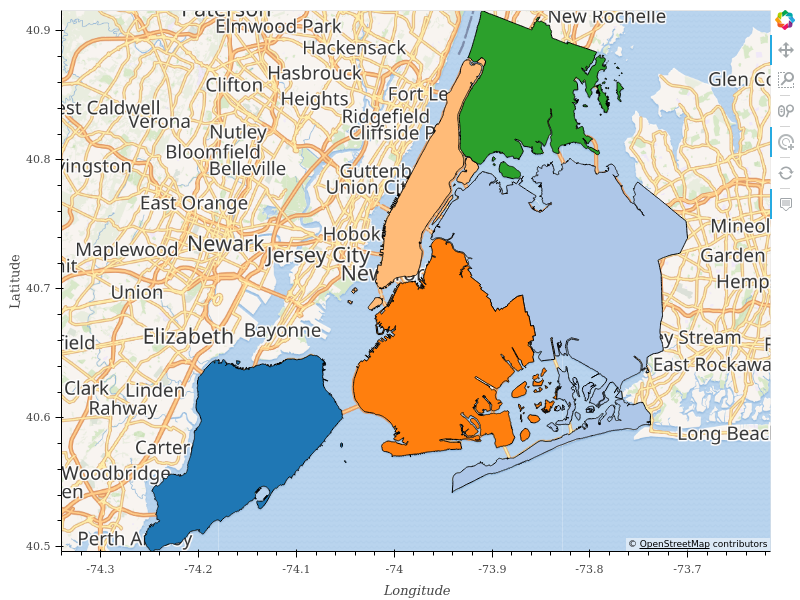 Paterson
New Rochelle
Elmwood Park
40.9
Hackensack
Hasbrouck
Heights
Glen Co
Clifton
Fort Le
est Caldwell
Verona
Ridgefield
Cliffside P
Nutley
Bloomfield
Belleville
40.8
vingston
Guttenb
Union Cit
East Orange
Mineol
Hobok
Newark
Maplewood
Jersey City
Garden
New
Hemp
40.7
Union
Latitude
Bayonne
Elizabeth
ield
ey Stream
East Rockawa
Clark
Linden
Rahway
40.6
Long Beac
Carter
Woodbridge
en
Perth A
y
40.5
© OpenStreetMap contributors
-74.3
-74.2
-74.1
-74
-73.9
-73.8
-73.7
Longitude